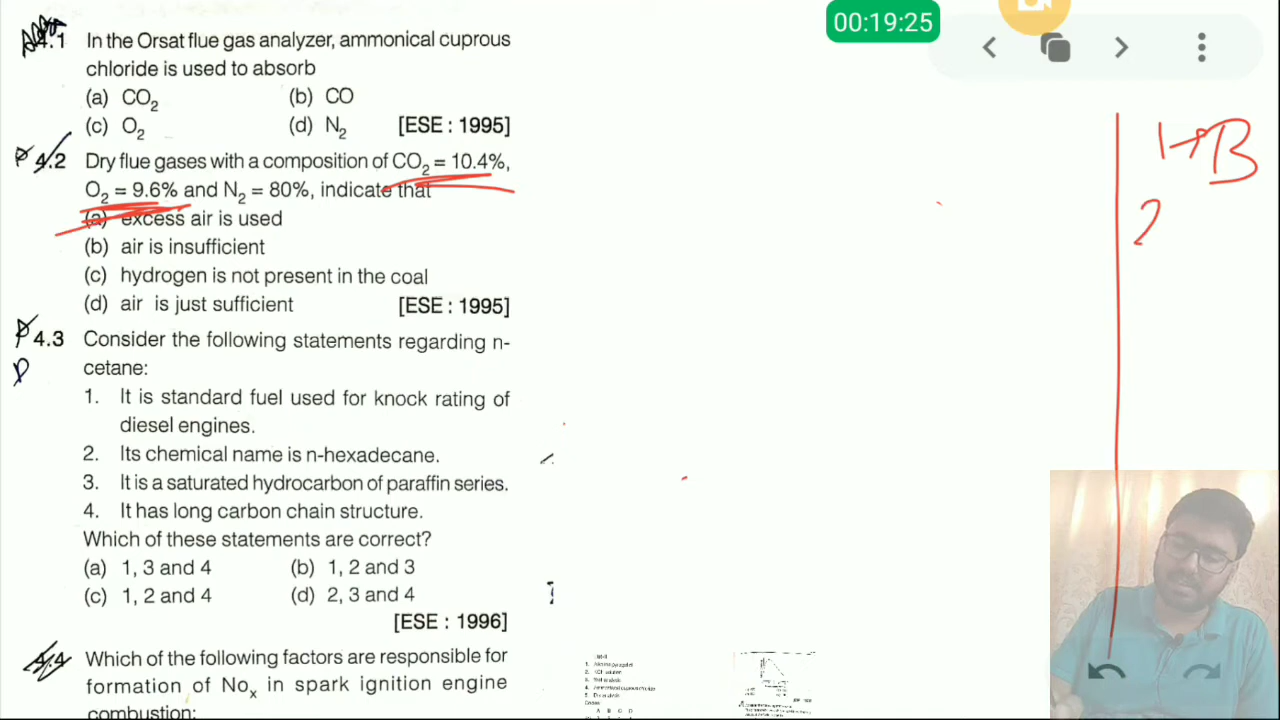 00:19:25
4.1 In the Orsat flue gas analyzer, ammonical cuprous
chloride is used to absorb
(a) CO₂ (b) CO
(c) O₂ (d) N₂ [ESE : 1995]
4.2 Dry flue gases with a composition of CO₂ = 10.4%,
O₂ = 9.6% and N₂ = 80%, indicate that
(a) excess air is used
(b) air is insufficient
(c) hydrogen is not present in the coal
(d) air is just sufficient [ESE : 1995]
4.3 Consider the following statements regarding n-
cetane:
1. It is standard fuel used for knock rating of
diesel engines.
2. Its chemical name is n-hexadecane.
3. It is a saturated hydrocarbon of paraffin series.
4. It has long carbon chain structure.
Which of these statements are correct?
(a) 1, 3 and 4 (b) 1, 2 and 3
(c) 1, 2 and 4 (d) 2, 3 and 4
[ESE : 1996]
4.4 Which of the following factors are responsible for
formation of Noₓ in spark ignition engine
combustion:
1→B
2